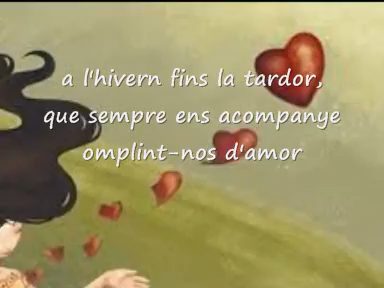 a l'hivern fins la tardor,
que sempre ens acompanye
omplint-nos d'amor